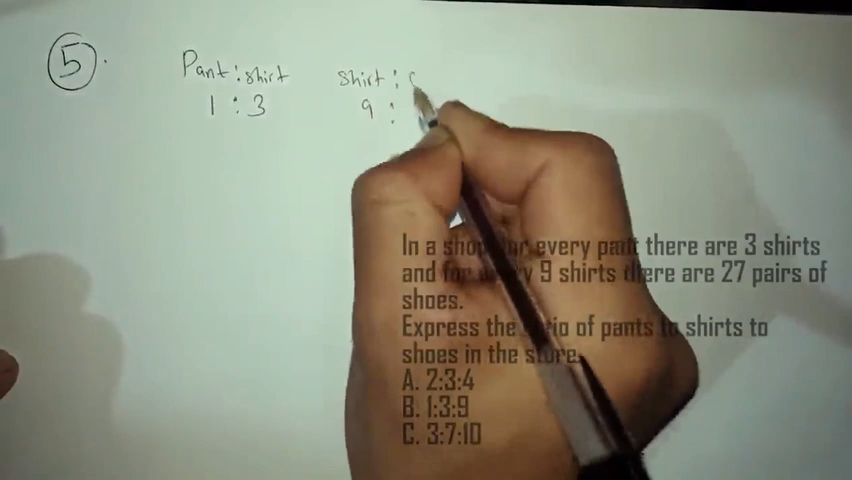 5.
Pant : shirt
1 : 3
shirt :
9 :
In a shop for every pant there are 3 shirts
and for every 9 shirts there are 27 pairs of
shoes.
Express the ratio of pants to shirts to
shoes in the store.
A. 2:3:4
B. 1:3:9
C. 3:7:10